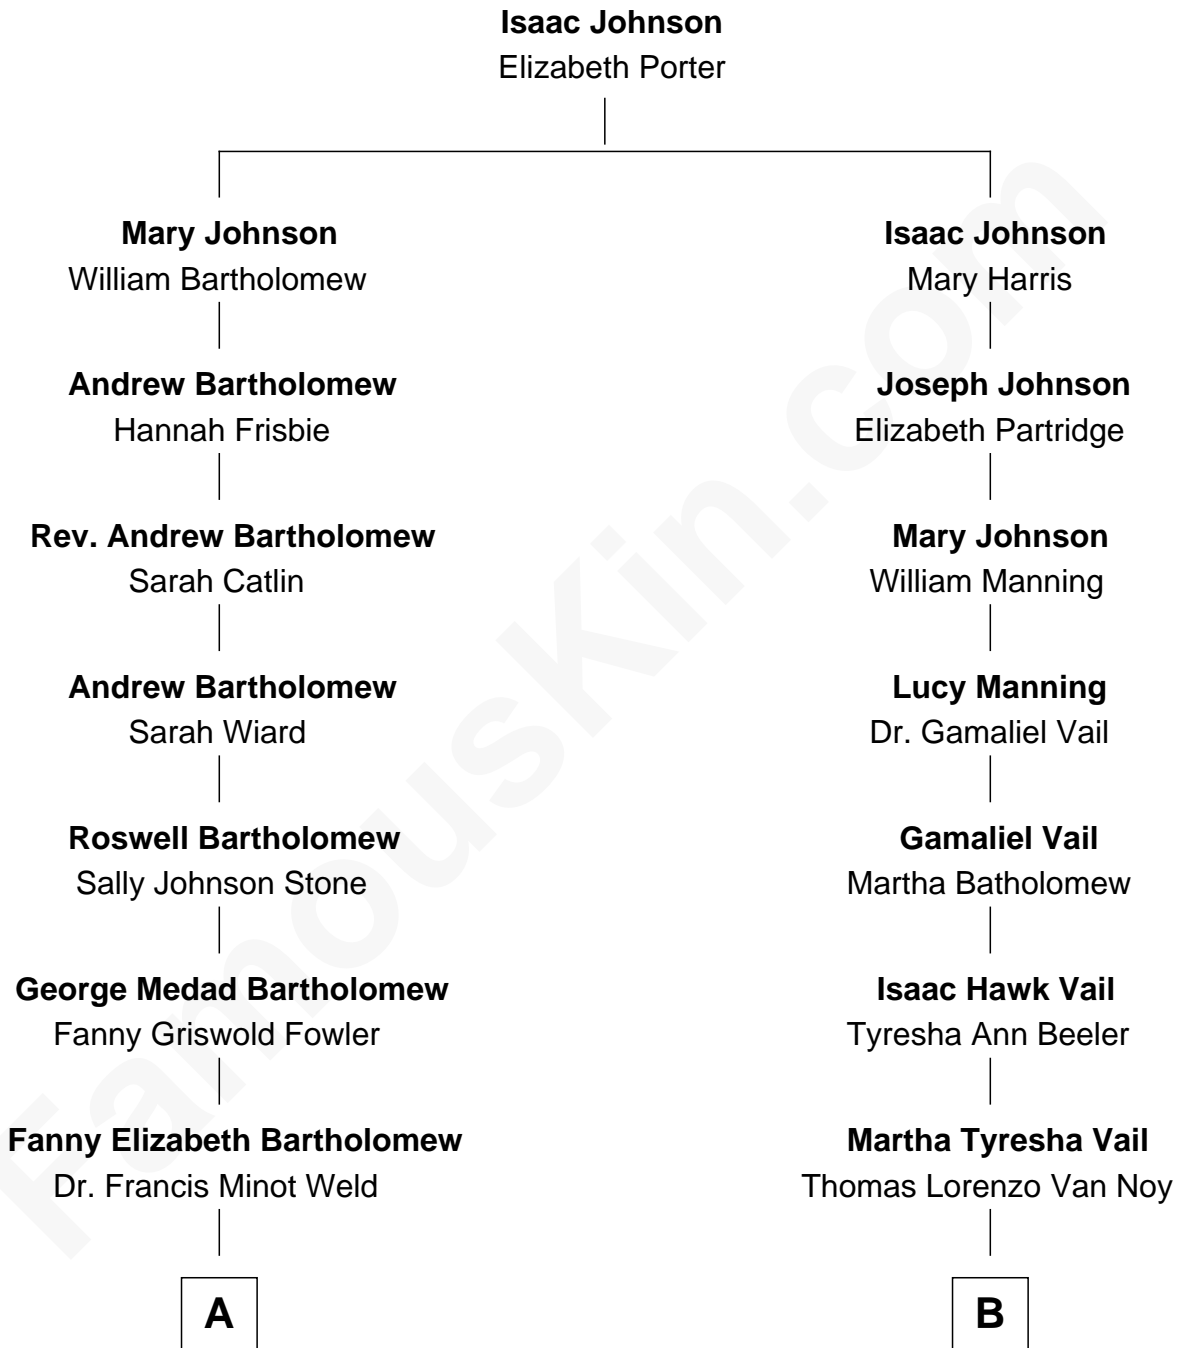 Isaac Johnson
Elizabeth Porter
Mary Johnson
William Bartholomew
Andrew Bartholomew
Hannah Frisbie
Rev. Andrew Bartholomew
Sarah Catlin
Andrew Bartholomew
Sarah Wiard
Roswell Bartholomew
Sally Johnson Stone
George Medad Bartholomew
Fanny Griswold Fowler
Fanny Elizabeth Bartholomew
Dr. Francis Minot Weld
A
Isaac Johnson
Mary Harris
Joseph Johnson
Elizabeth Partridge
Mary Johnson
William Manning
Lucy Manning
Dr. Gamaliel Vail
Gamaliel Vail
Martha Batholomew
Isaac Hawk Vail
Tyresha Ann Beeler
Martha Tyresha Vail
Thomas Lorenzo Van Noy
B
FamousKin.com